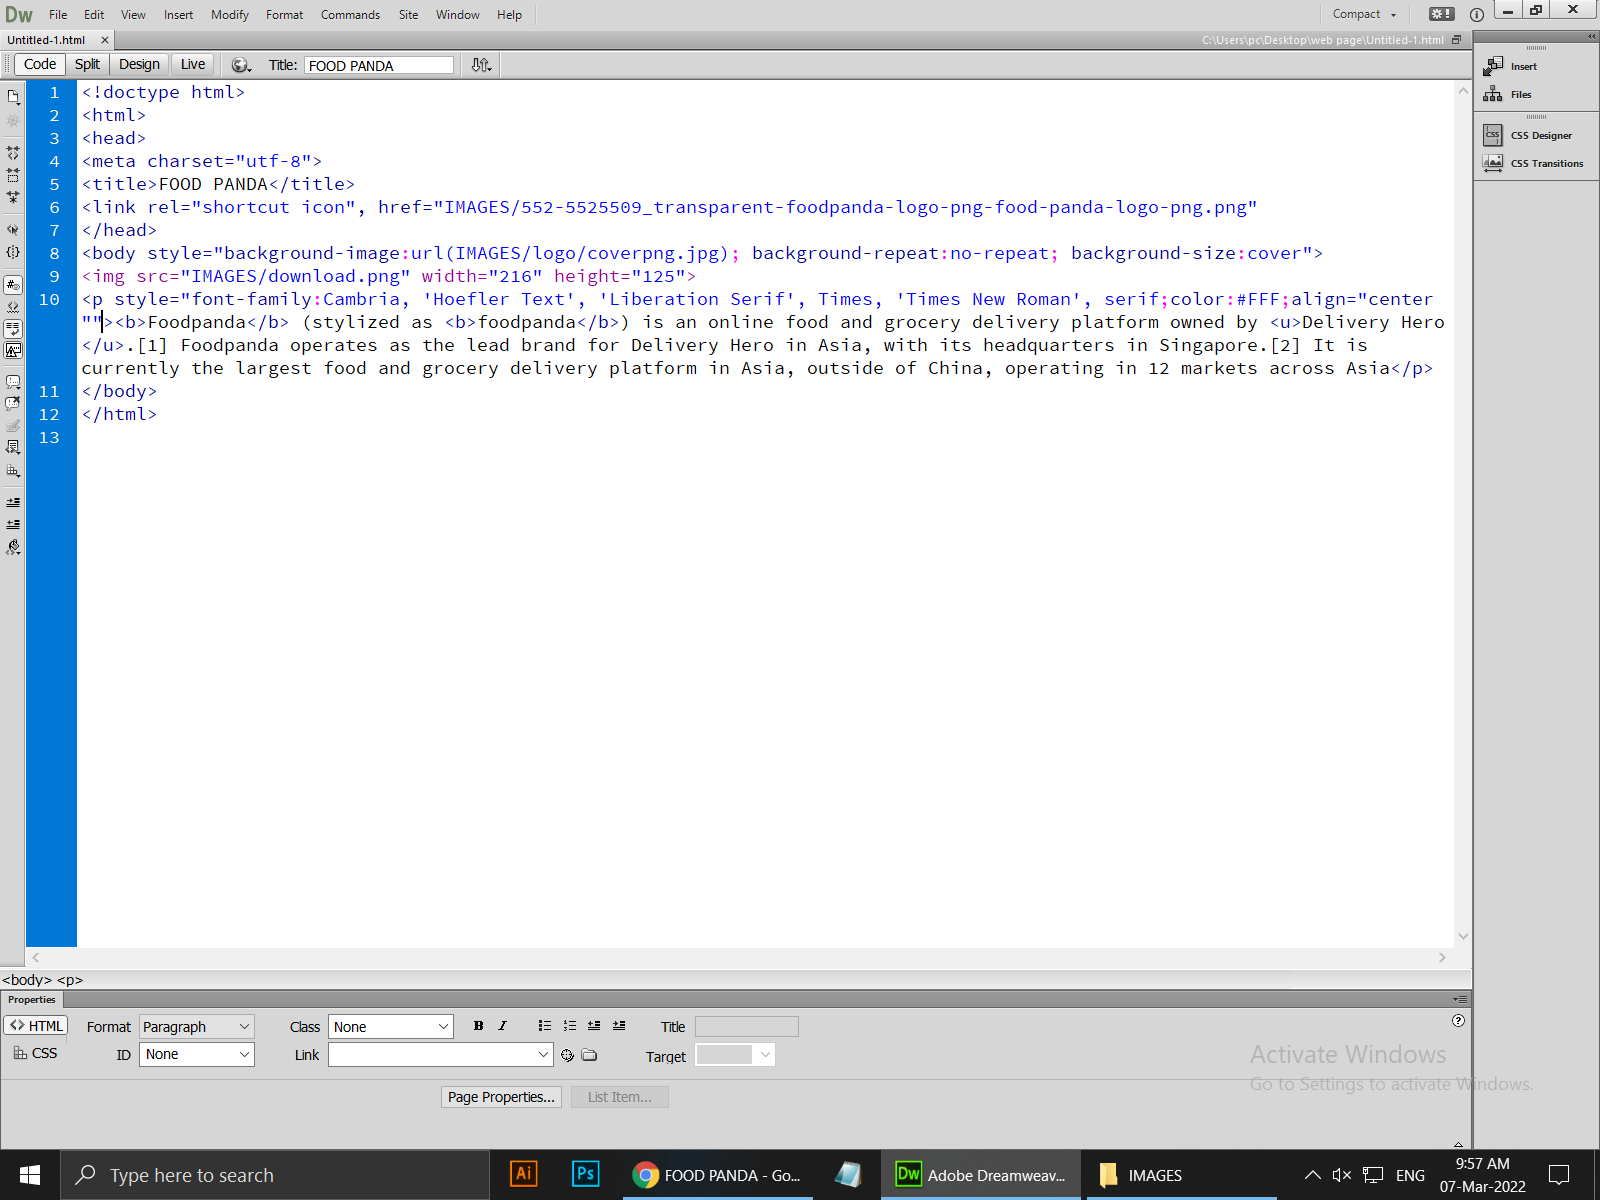 Dw File Edit View Insert Modify Format Commands Site Window Help Compact
Untitled-1.html C:\Users\pc\Desktop\web page\Untitled-1.html
Code Split Design Live Title: FOOD PANDA
Insert
Files
CSS Designer
CSS Transitions
1 <!doctype html>
2 <html>
3 <head>
4 <meta charset="utf-8">
5 <title>FOOD PANDA</title>
6 <link rel="shortcut icon", href="IMAGES/552-5525509_transparent-foodpanda-logo-png-food-panda-logo-png.png"
7 </head>
8 <body style="background-image:url(IMAGES/logo/coverpng.jpg); background-repeat:no-repeat; background-size:cover">
9 <img src="IMAGES/download.png" width="216" height="125">
10 <p style="font-family:Cambria, 'Hoefler Text', 'Liberation Serif', Times, 'Times New Roman', serif;color:#FFF;align="center
""><b>Foodpanda</b> (stylized as <b>foodpanda</b>) is an online food and grocery delivery platform owned by <u>Delivery Hero
</u>.[1] Foodpanda operates as the lead brand for Delivery Hero in Asia, with its headquarters in Singapore.[2] It is
currently the largest food and grocery delivery platform in Asia, outside of China, operating in 12 markets across Asia</p>
11 </body>
12 </html>
13
<body> <p>
Properties
<> HTML Format Paragraph Class None B I Title
CSS ID None Link Target
Page Properties... List Item...
Activate Windows
Go to Settings to activate Windows.
Type here to search Ai Ps FOOD PANDA - Go... Dw Adobe Dreamweav... IMAGES ENG 9:57 AM
07-Mar-2022